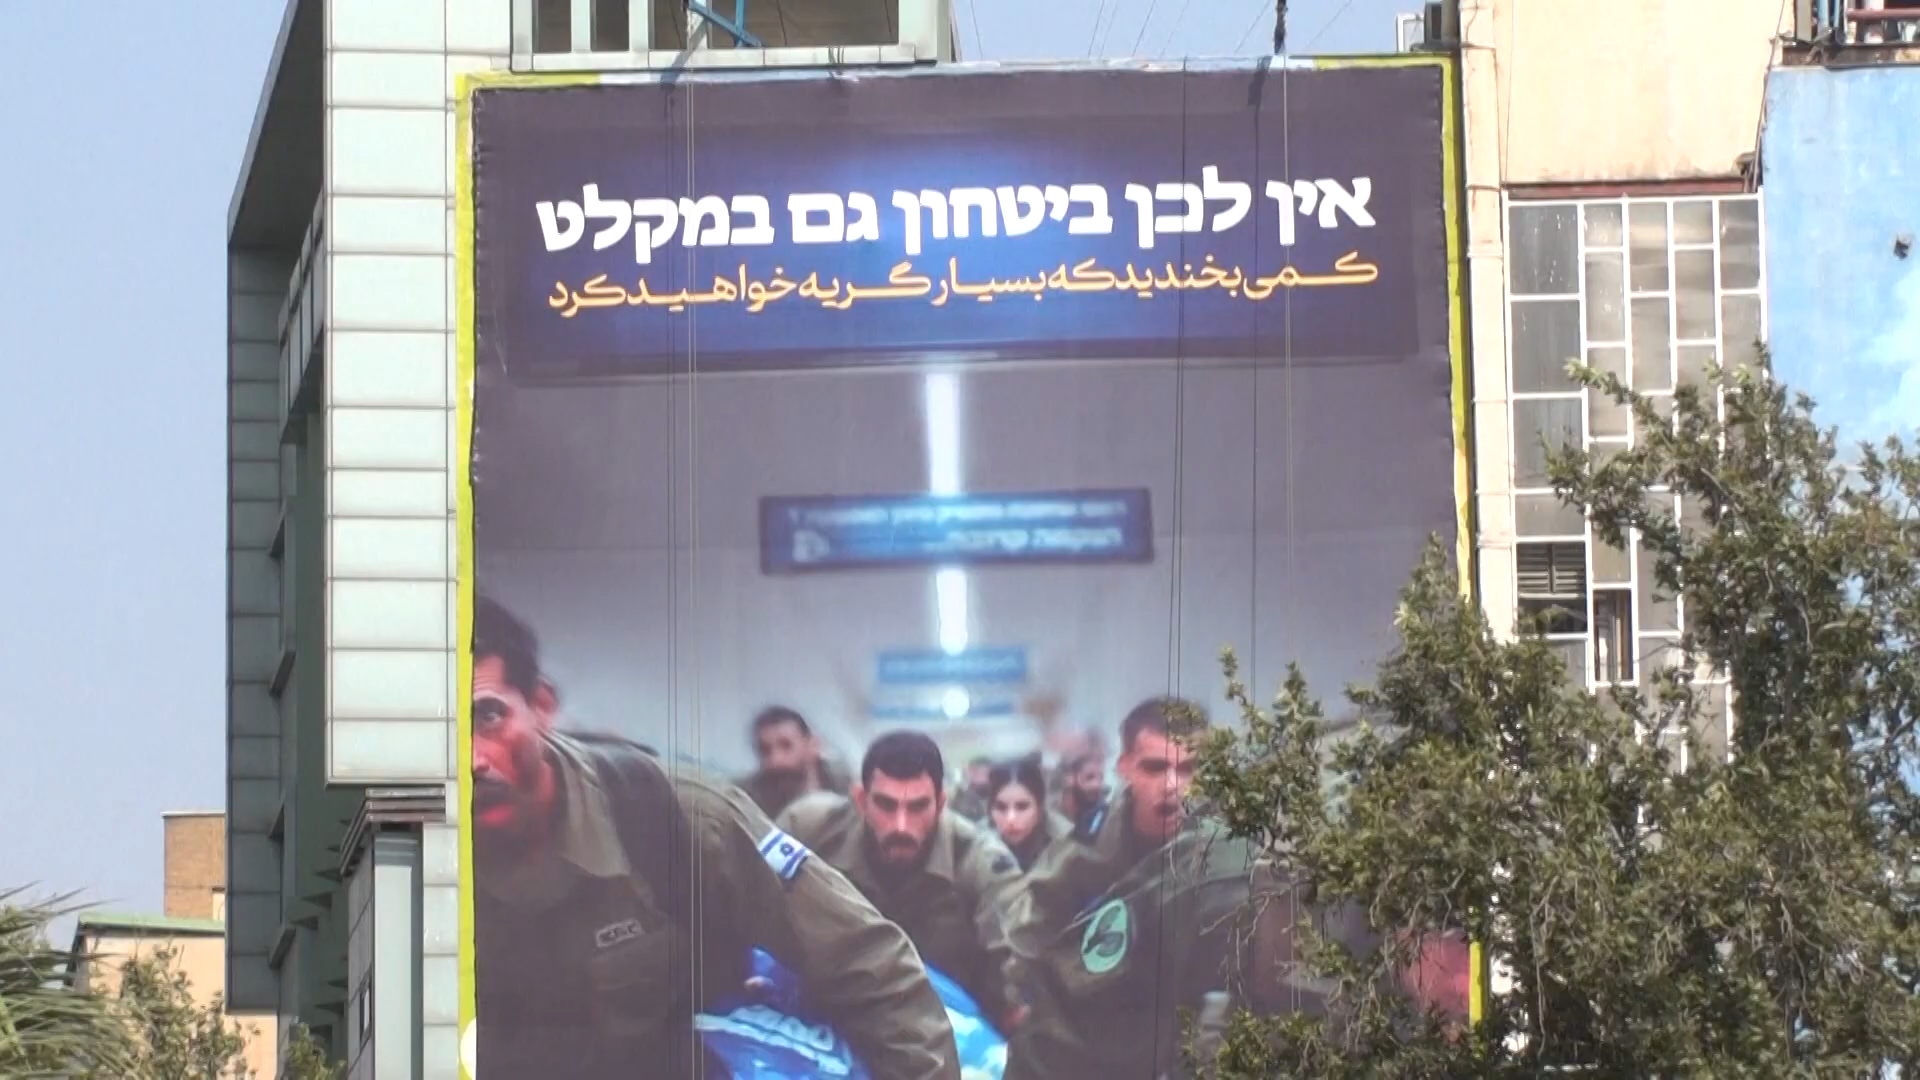 אין לכן ביטחון גם במקלט
کمی بخندید که بسیار گریه خواهید کرد